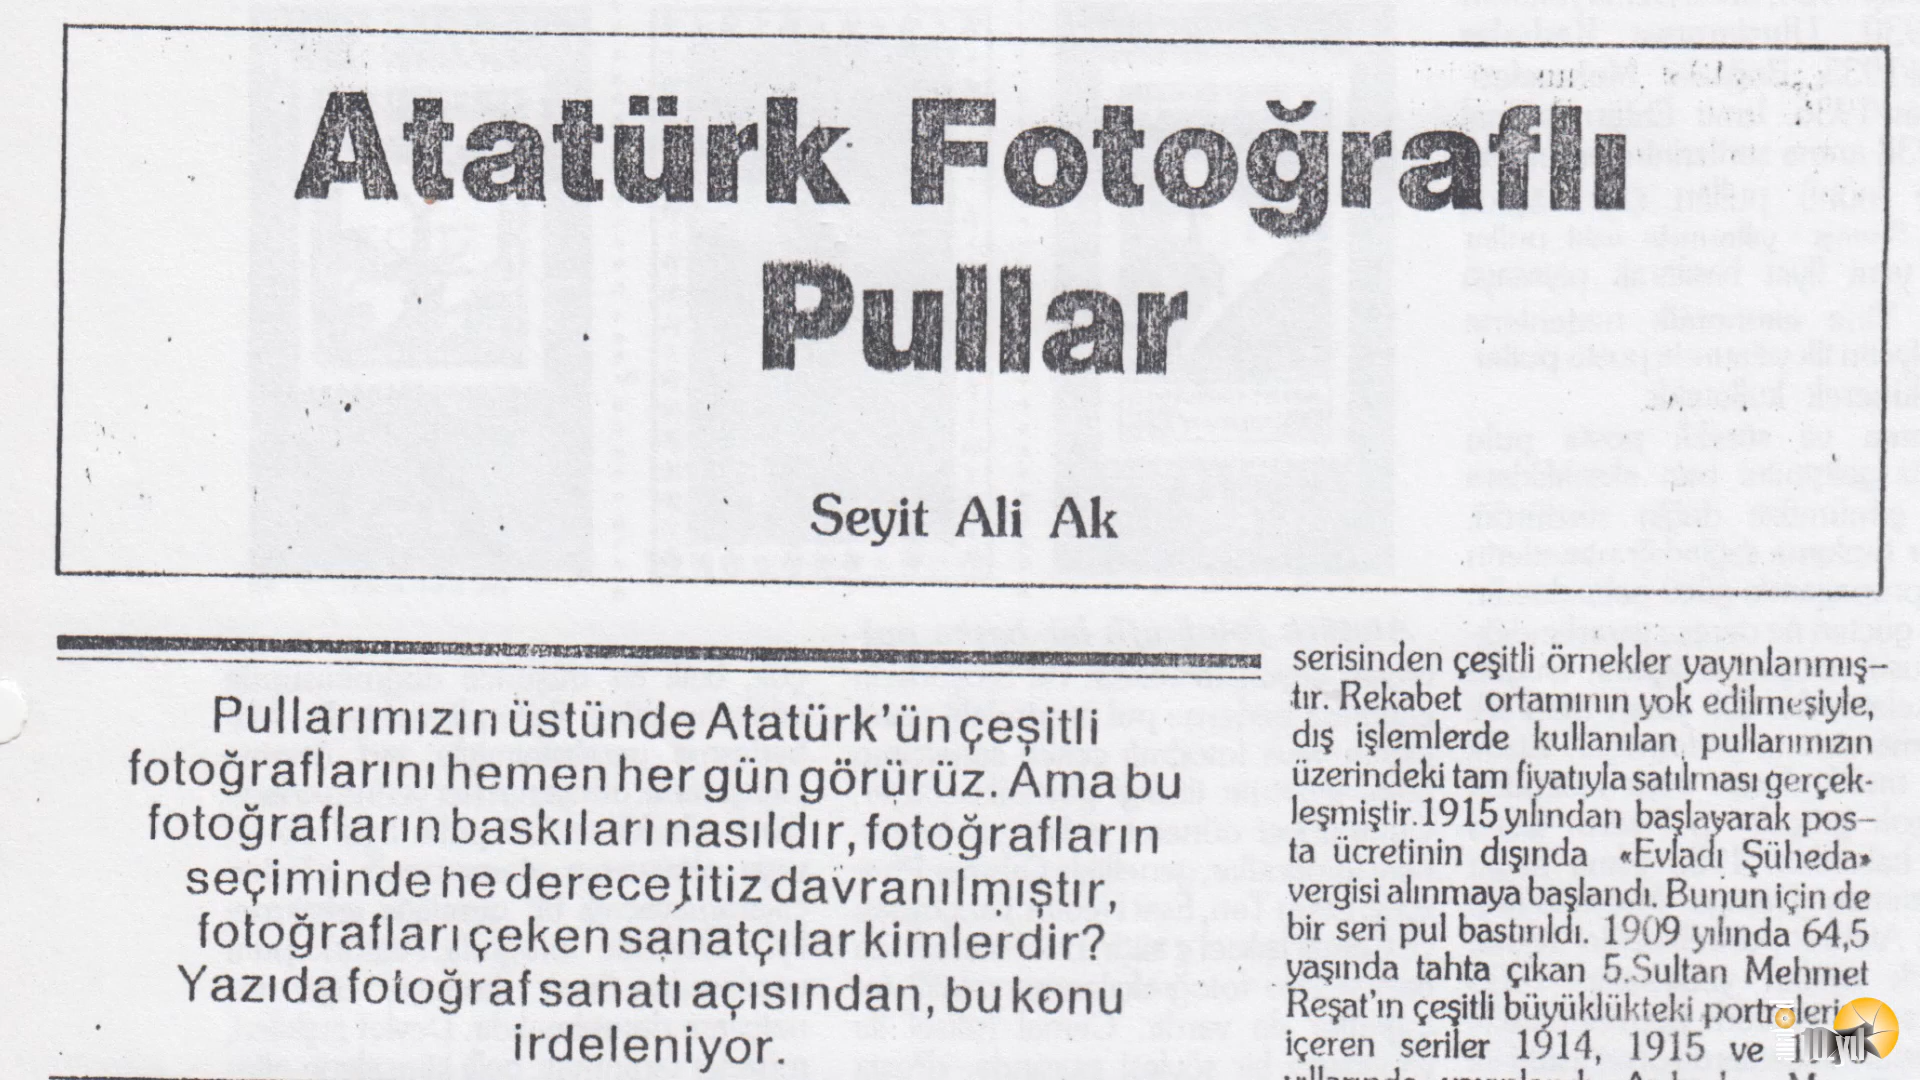 Atatürk Fotoğraflı
Pullar
Seyit Ali Ak
Pullarımızın üstünde Atatürk'ün çeşitli
fotoğraflarını hemen her gün görürüz. Ama bu
fotoğrafların baskıları nasıldır, fotoğrafların
seçiminde ne derece titiz davranılmıştır,
fotoğrafları çeken sanatçılar kimlerdir?
Yazıda fotoğraf sanatı açısından, bu konu
irdeleniyor.
serisinden çeşitli örnekler yayınlanmış-
tır. Rekabet ortamının yok edilmeşiyle,
dış işlemlerde kullanılan pullarımızın
üzerindeki tam fiyatıyla satılması gerçek-
leşmiştir. 1915 yılından başlayarak pos-
ta ücretinin dışında «Evladı Şüheda»
vergisi alınmaya başlandı. Bunun için de
bir seri pul bastırıldı. 1909 yılında 64,5
yaşında tahta çıkan 5.Sultan Mehmet
Reşat'ın çeşitli büyüklükteki portreleri
içeren seriler 1914, 1915 ve